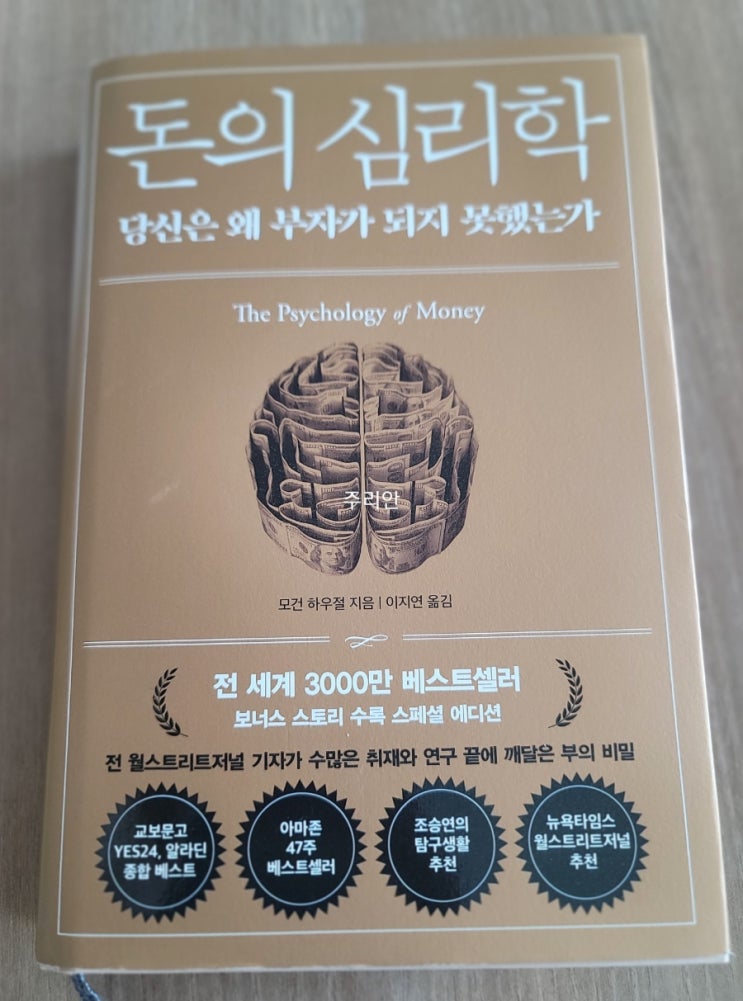 돈의 심리학
당신은 왜 부자가 되지 못했는가
The Psychology of Money
주리안
모건 하우절 지음 | 이지연 옮김
전 세계 3000만 베스트셀러
보너스 스토리 수록 스페셜 에디션
전 월스트리트저널 기자가 수많은 취재와 연구 끝에 깨달은 부의 비밀
교보문고
YES24, 알라딘
종합 베스트
아마존
47주
베스트셀러
조승연의
탐구생활
추천
뉴욕타임스
월스트리트저널
추천